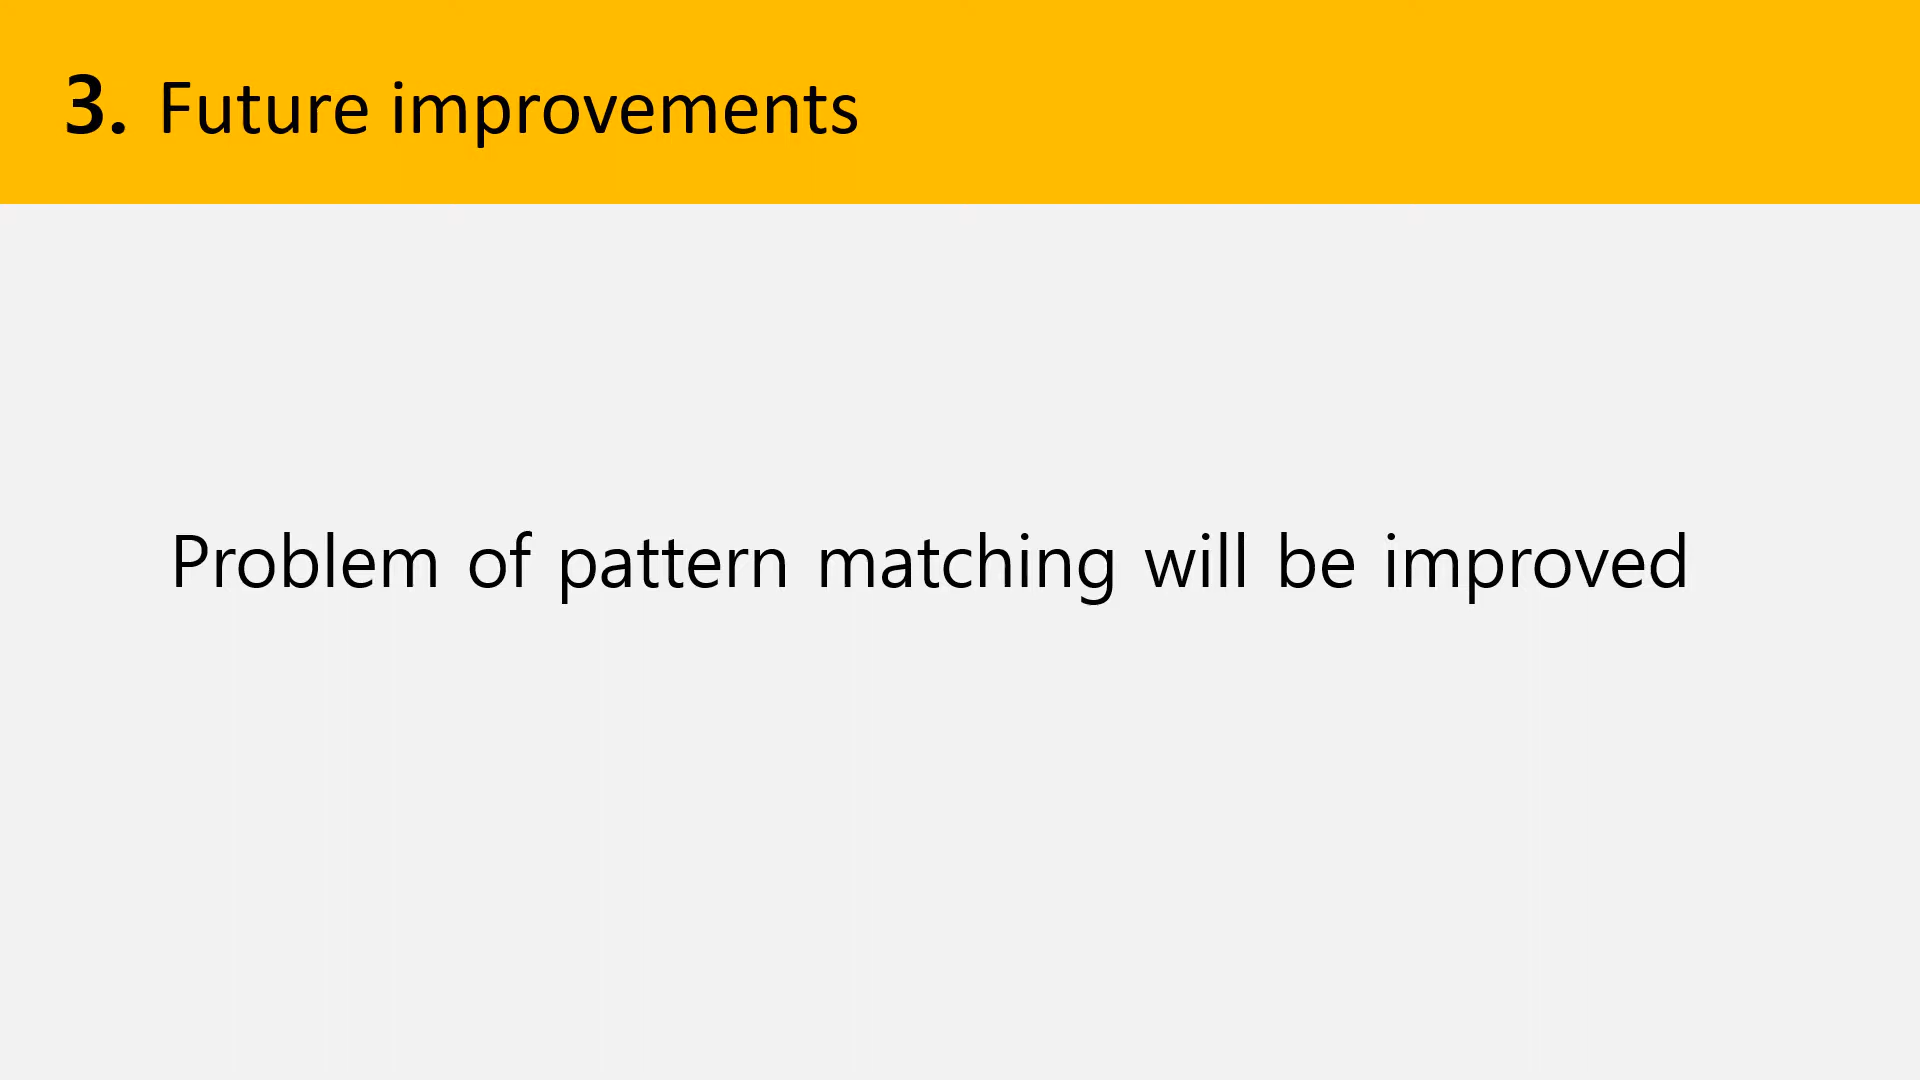 3. Future improvements
Problem of pattern matching will be improved